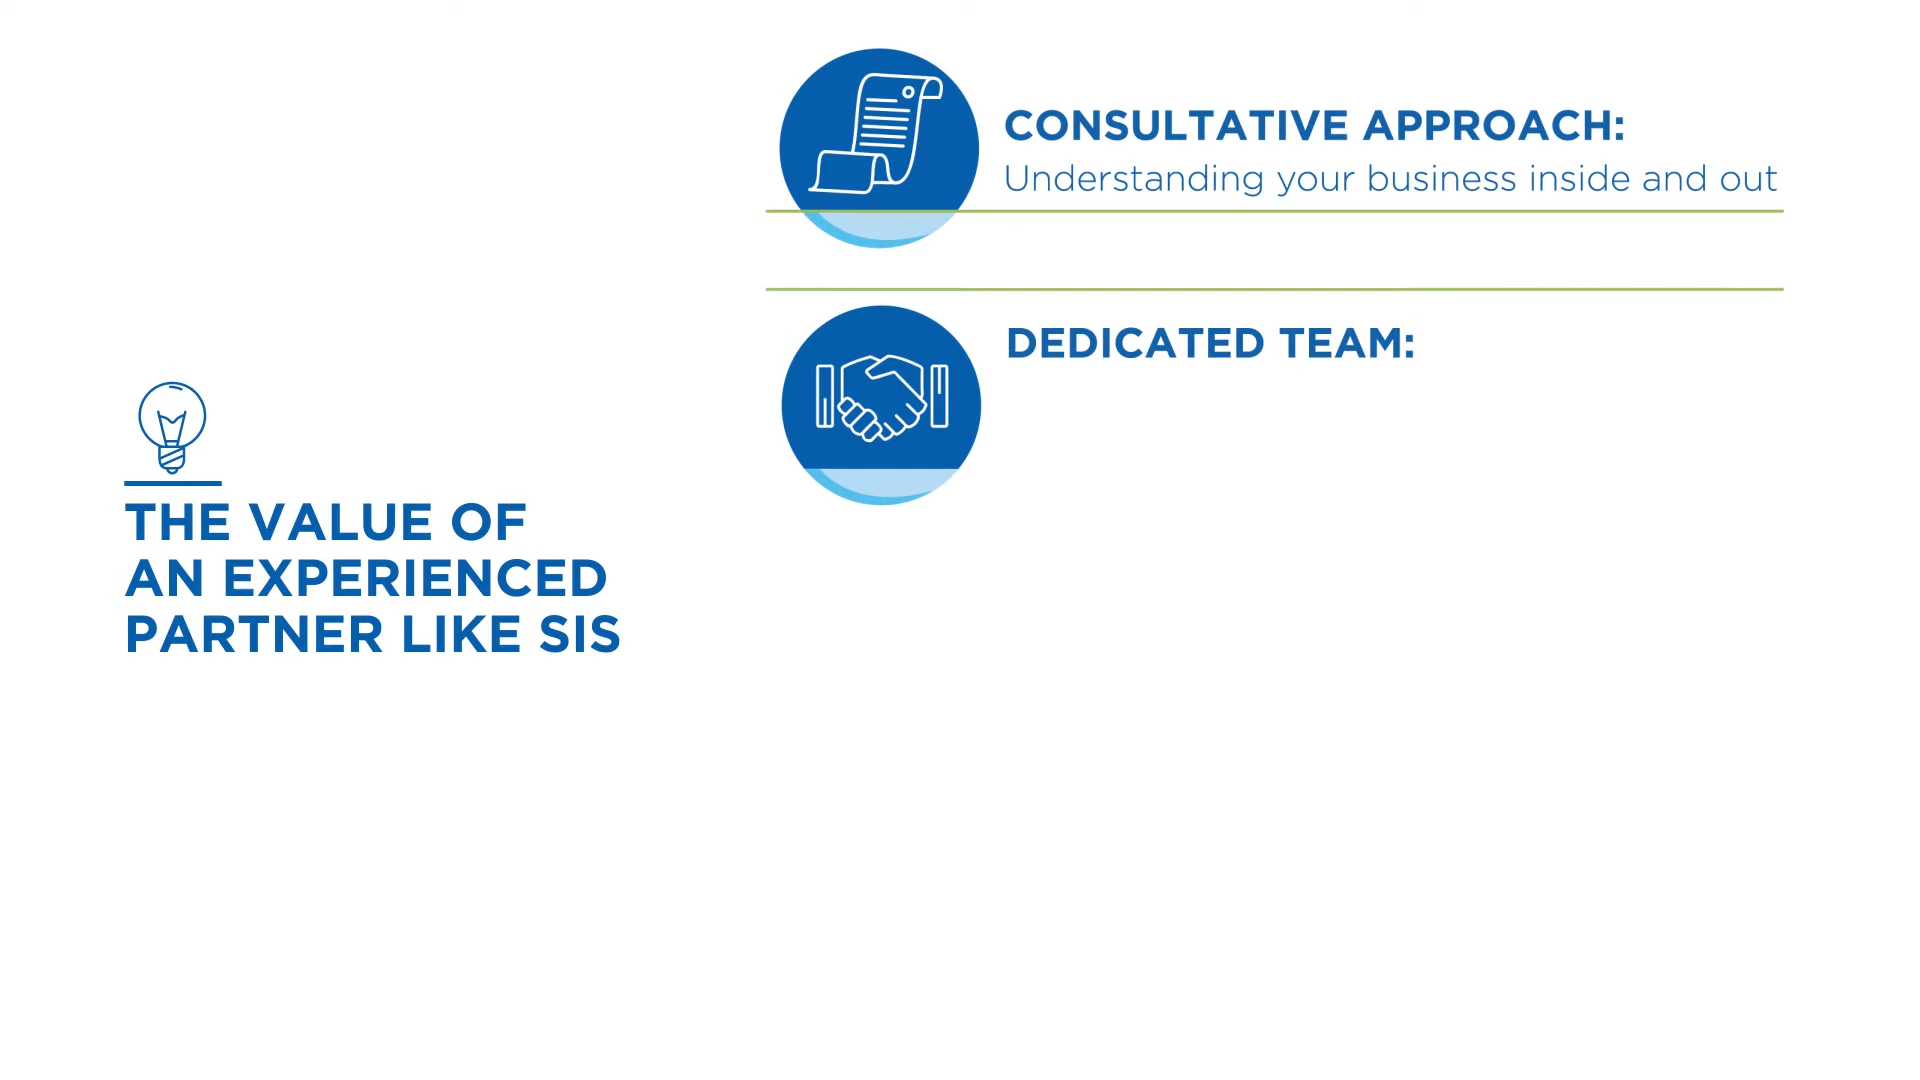 THE VALUE OF
AN EXPERIENCED
PARTNER LIKE SIS
CONSULTATIVE APPROACH:
Understanding your business inside and out
DEDICATED TEAM: